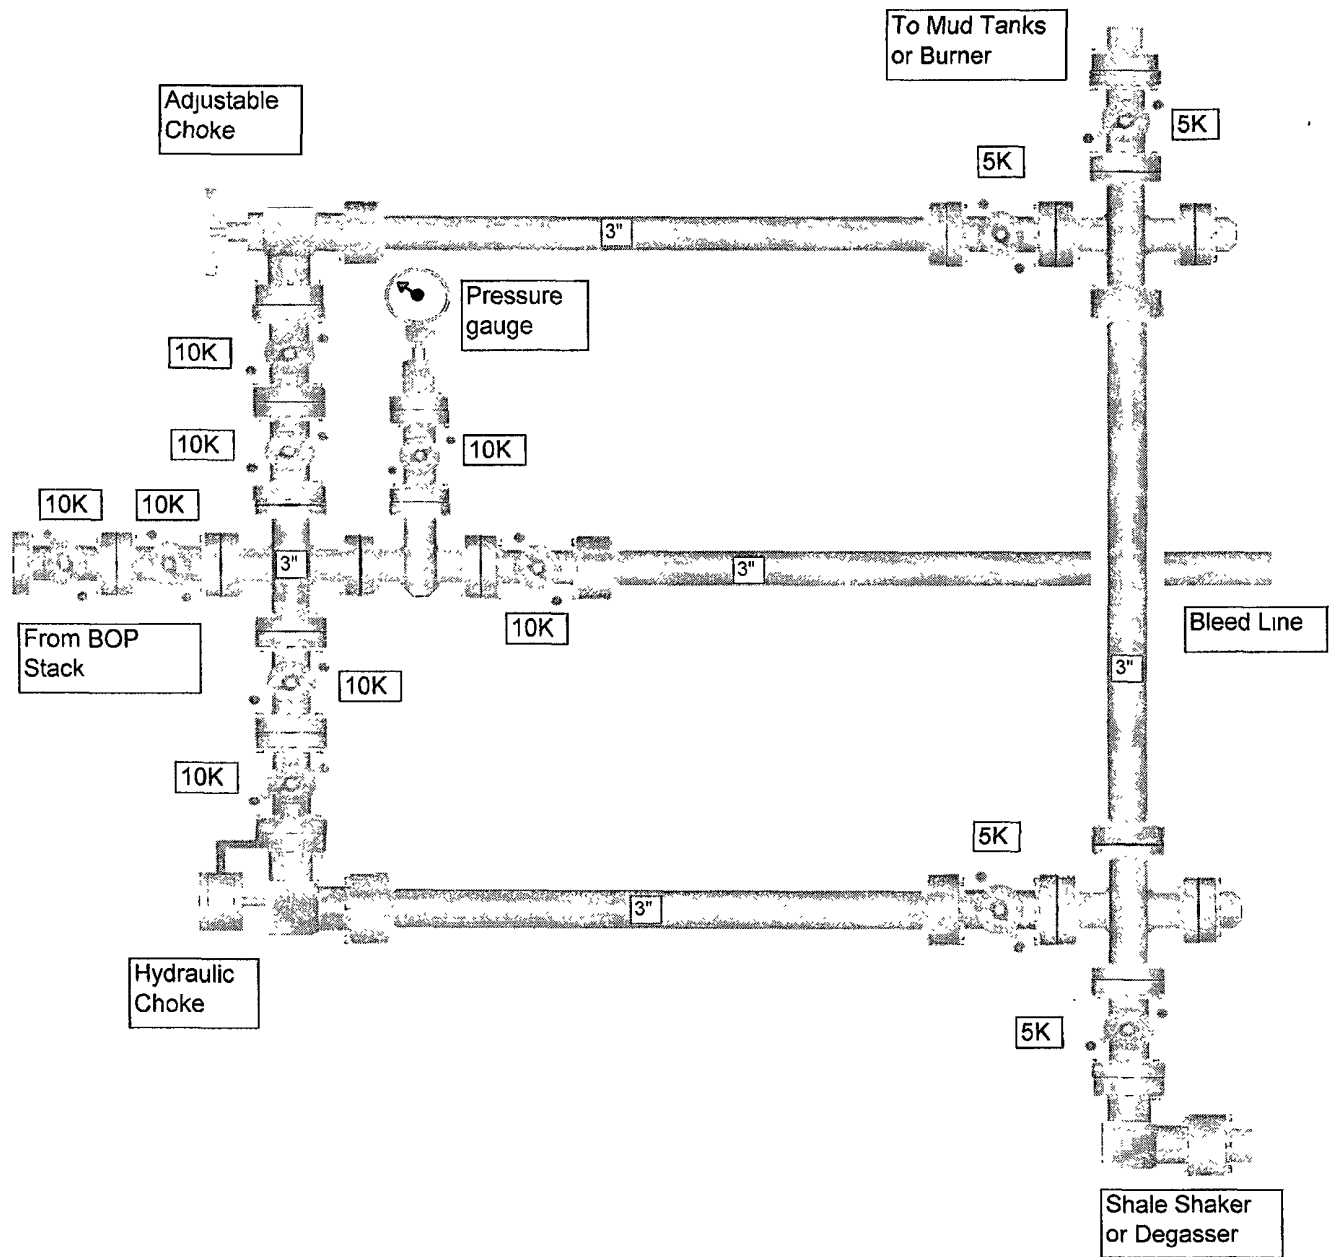 To Mud Tanks
or Burner
Adjustable
Choke
5K
5K
3"
Pressure
gauge
10K
10K
10K
10K
10K
3"
3"
10K
Bleed Line
From BOP
Stack
10K
3"
10K
5K
3"
Hydraulic
Choke
5K
Shale Shaker
or Degasser